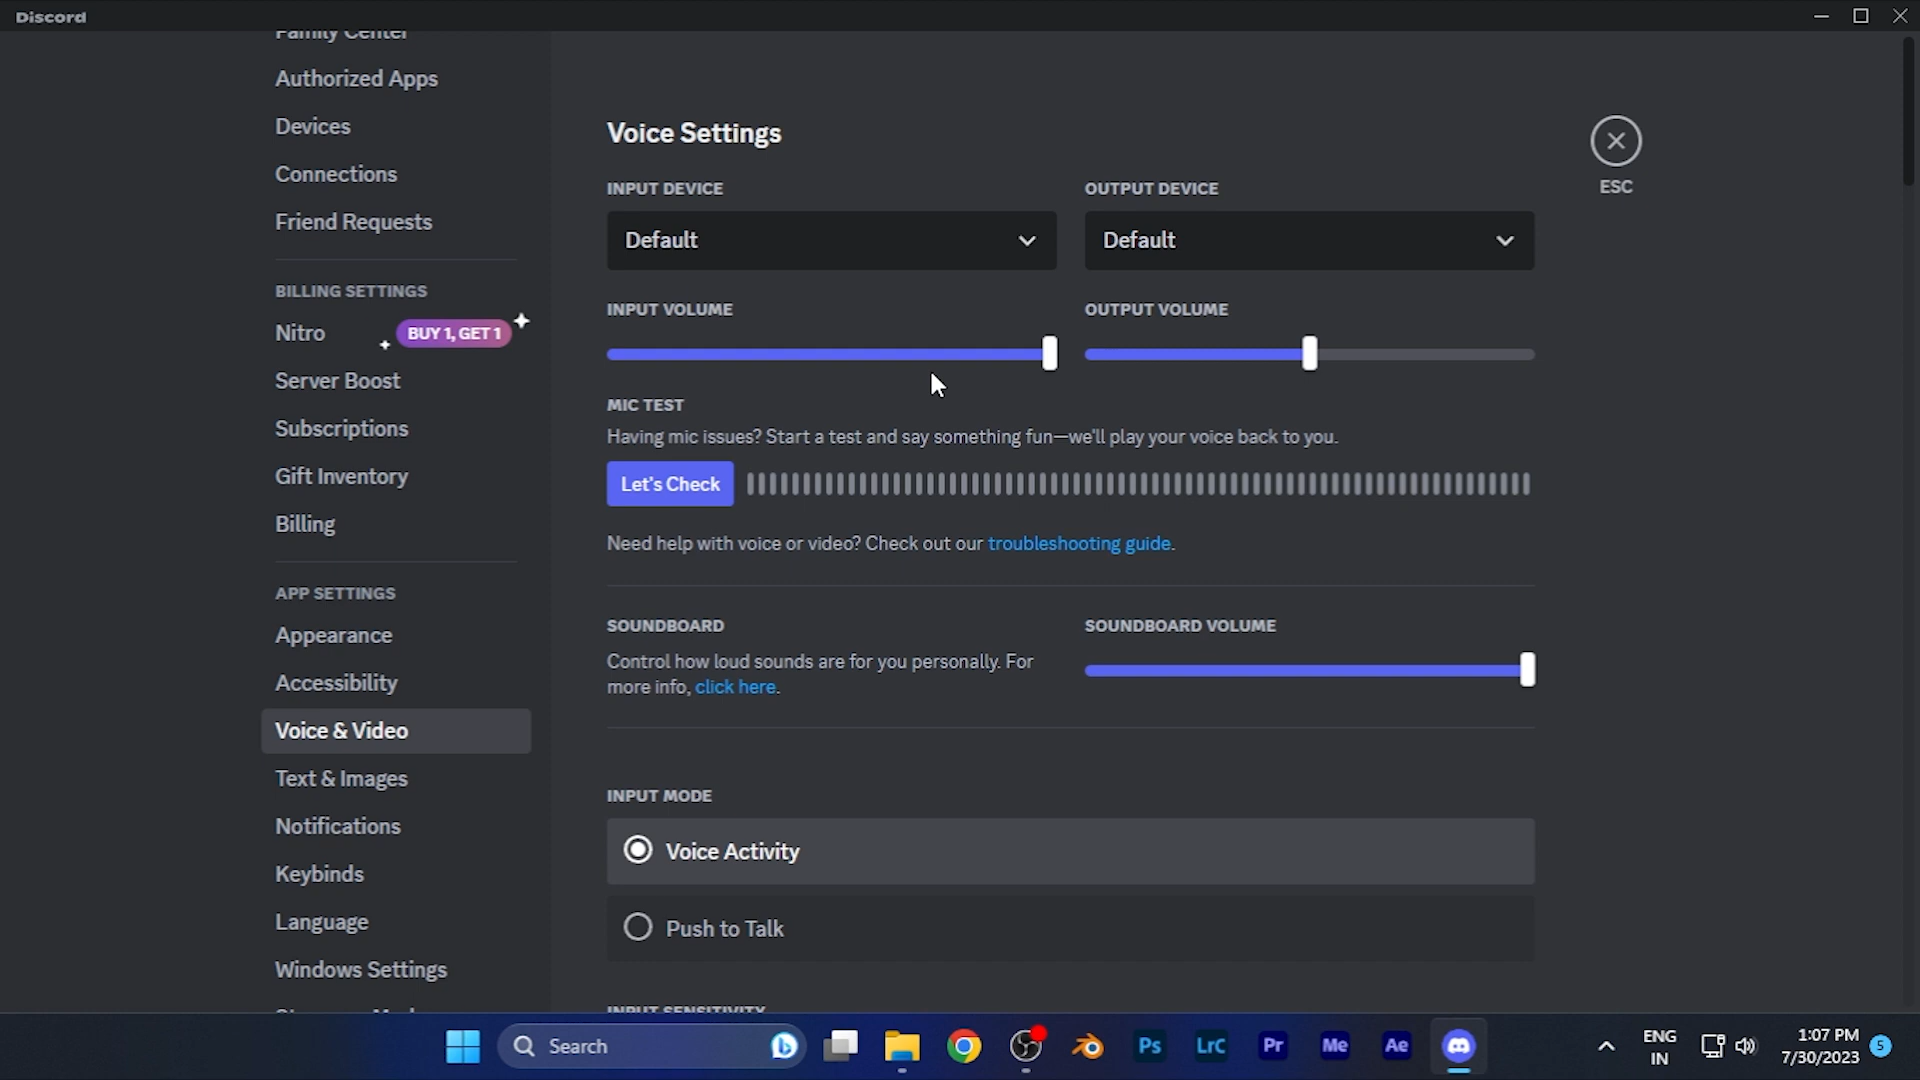 Discord
Family Center
Authorized Apps
Devices
Connections
Friend Requests
BILLING SETTINGS
Nitro
BUY 1, GET 1
Server Boost
Subscriptions
Gift Inventory
Billing
APP SETTINGS
Appearance
Accessibility
Voice & Video
Text & Images
Notifications
Keybinds
Language
Windows Settings
Voice Settings
ESC
INPUT DEVICE
OUTPUT DEVICE
Default
Default
INPUT VOLUME
OUTPUT VOLUME
MIC TEST
Having mic issues? Start a test and say something fun—we'll play your voice back to you.
Let's Check
Need help with voice or video? Check out our troubleshooting guide.
SOUNDBOARD
SOUNDBOARD VOLUME
Control how loud sounds are for you personally. For
more info, click here.
INPUT MODE
Voice Activity
Push to Talk
INPUT SENSITIVITY
Search
Ps
LrC
Pr
Me
Ae
ENG
IN
1:07 PM
7/30/2023
5